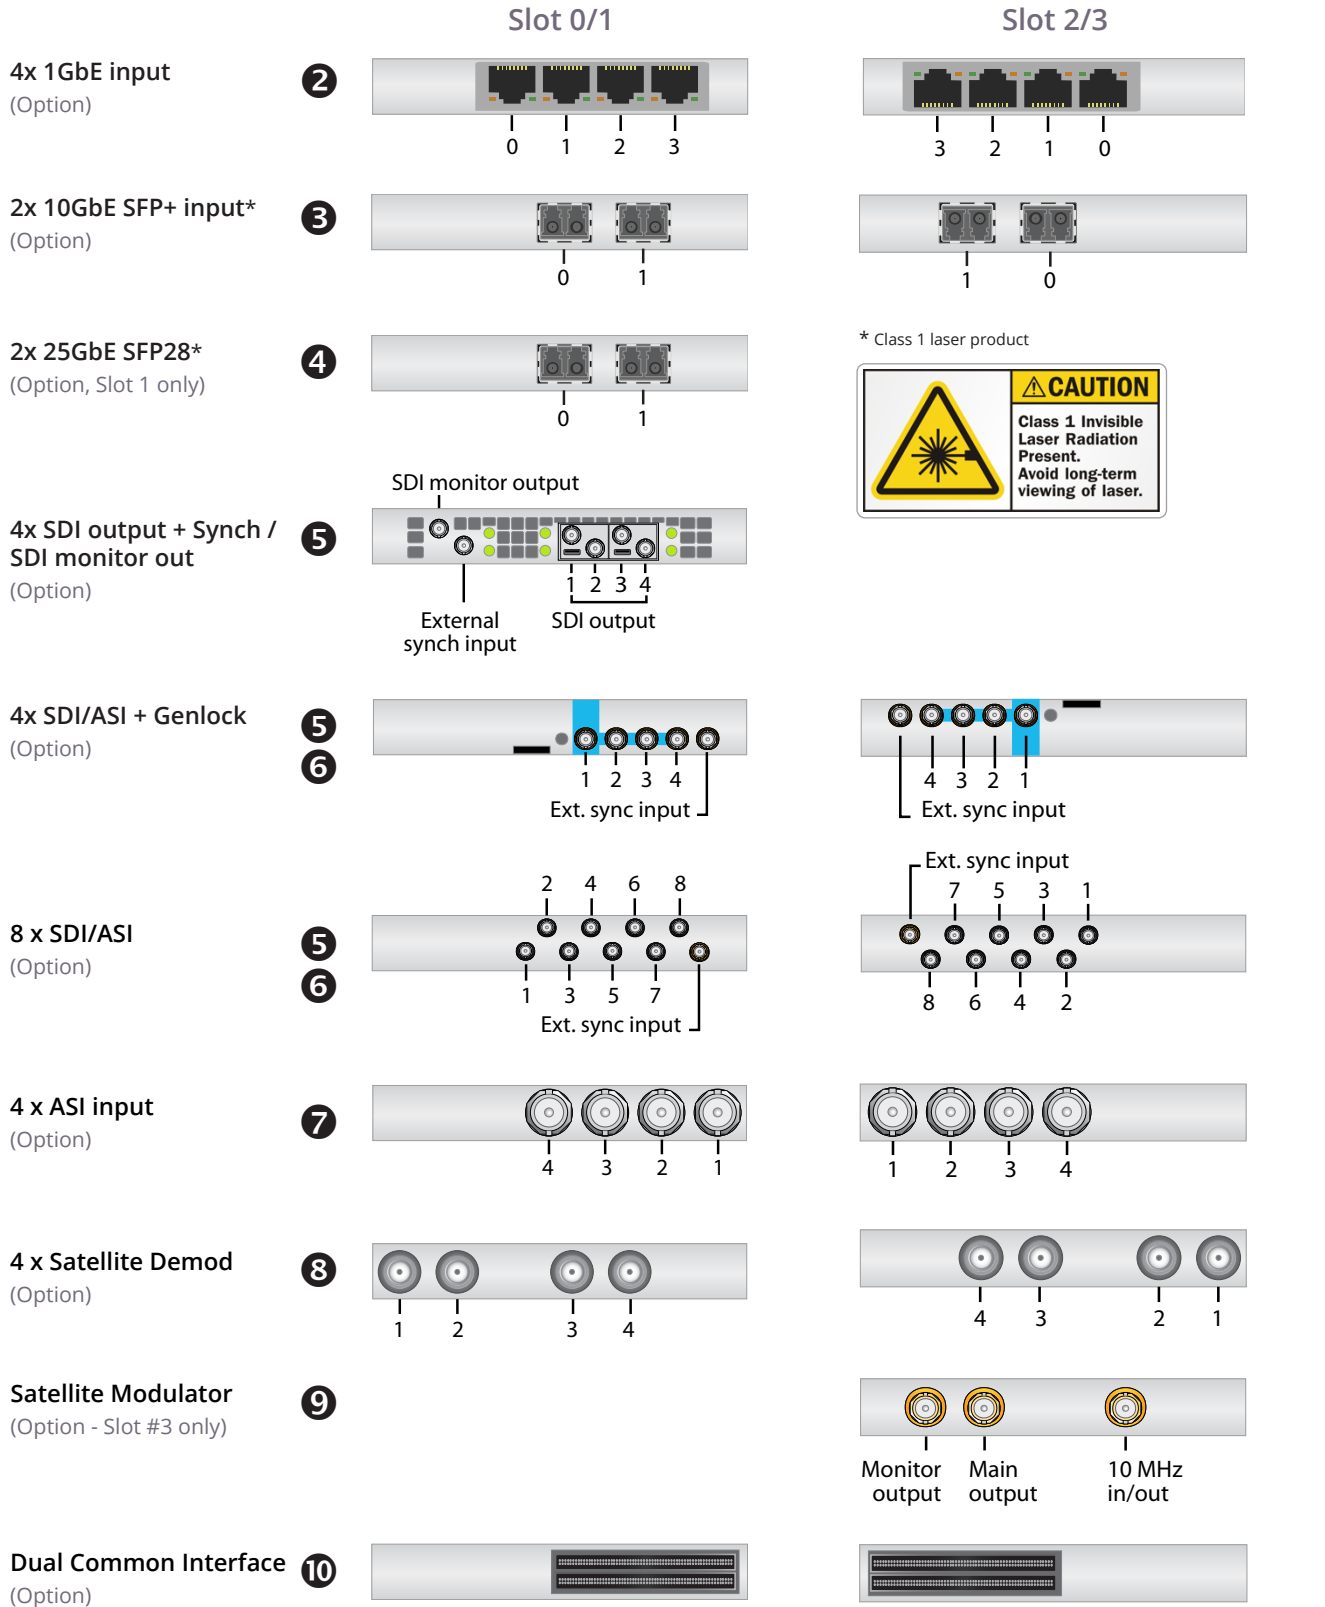 Slot 0/1
Slot 2/3
4x 1GbE input
(Option)
2
0 1 2 3
3 2 1 0
2x 10GbE SFP+ input*
(Option)
3
0 1
1 0
2x 25GbE SFP28*
(Option, Slot 1 only)
4
0 1
* Class 1 laser product
CAUTION
Class 1 Invisible
Laser Radiation
Present.
Avoid long-term
viewing of laser.
4x SDI output + Synch /
SDI monitor out
(Option)
5
SDI monitor output
1 2 3 4
External
synch input
SDI output
4x SDI/ASI + Genlock
(Option)
5
6
1 2 3 4
Ext. sync input
4 3 2 1
Ext. sync input
8 x SDI/ASI
(Option)
5
6
2 4 6 8
1 3 5 7
Ext. sync input
Ext. sync input
7 5 3 1
8 6 4 2
4 x ASI input
(Option)
7
4 3 2 1
1 2 3 4
4 x Satellite Demod
(Option)
8
1 2 3 4
4 3 2 1
Satellite Modulator
(Option - Slot #3 only)
9
Monitor
output
Main
output
10 MHz
in/out
Dual Common Interface
(Option)
10